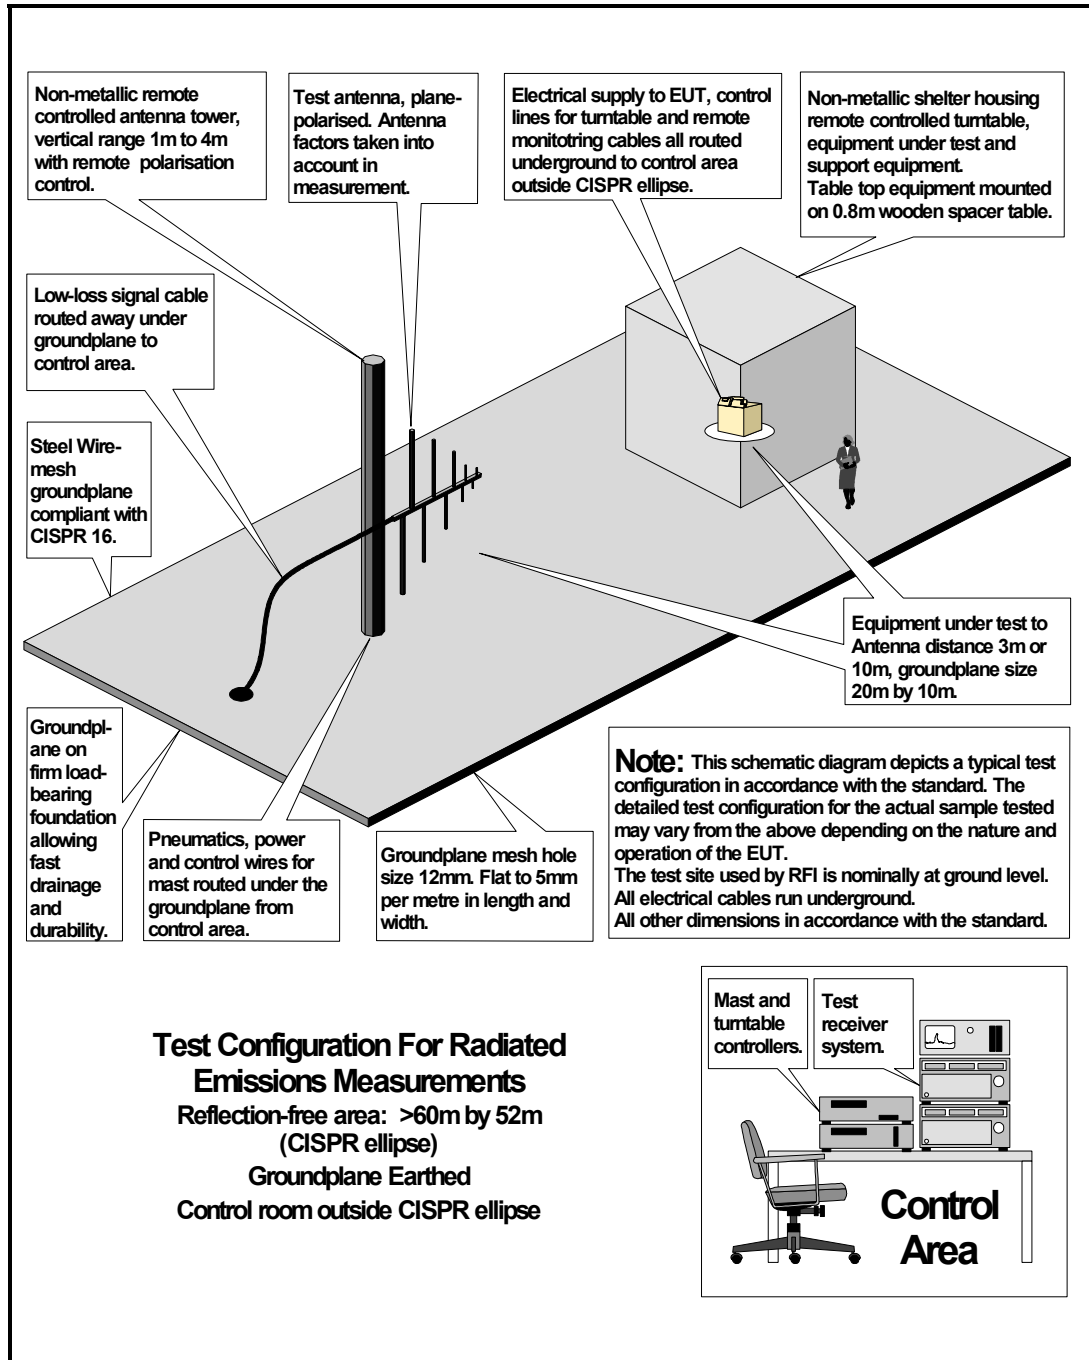 Non-metallic remote
controlled antenna tower,
vertical range 1m to 4m
with remote polarisation
control.
Test antenna, plane-
polarised. Antenna
factors taken into
account in
measurement.
Electrical supply to EUT, control
lines for turntable and remote
monitotring cables all routed
underground to control area
outside CISPR ellipse.
Non-metallic shelter housing
remote controlled turntable,
equipment under test and
support equipment.
Table top equipment mounted
on 0.8m wooden spacer table.
Low-loss signal cable
routed away under
groundplane to
control area.
Steel Wire-
mesh
groundplane
compliant with
CISPR 16.
Equipment under test to
Antenna distance 3m or
10m, groundplane size
20m by 10m.
Groundpl-
ane on
firm load-
bearing
foundation
allowing
fast
drainage
and
durability.
Pneumatics, power
and control wires for
mast routed under the
groundplane from
control area.
Groundplane mesh hole
size 12mm. Flat to 5mm
per metre in length and
width.
Note: This schematic diagram depicts a typical test
configuration in accordance with the standard. The
detailed test configuration for the actual sample tested
may vary from the above depending on the nature and
operation of the EUT.
The test site used by RFI is nominally at ground level.
All electrical cables run underground.
All other dimensions in accordance with the standard.
Test Configuration For Radiated
Emissions Measurements
Reflection-free area: >60m by 52m
(CISPR ellipse)
Groundplane Earthed
Control room outside CISPR ellipse
Mast and
turntable
controllers.
Test
receiver
system.
Control
Area